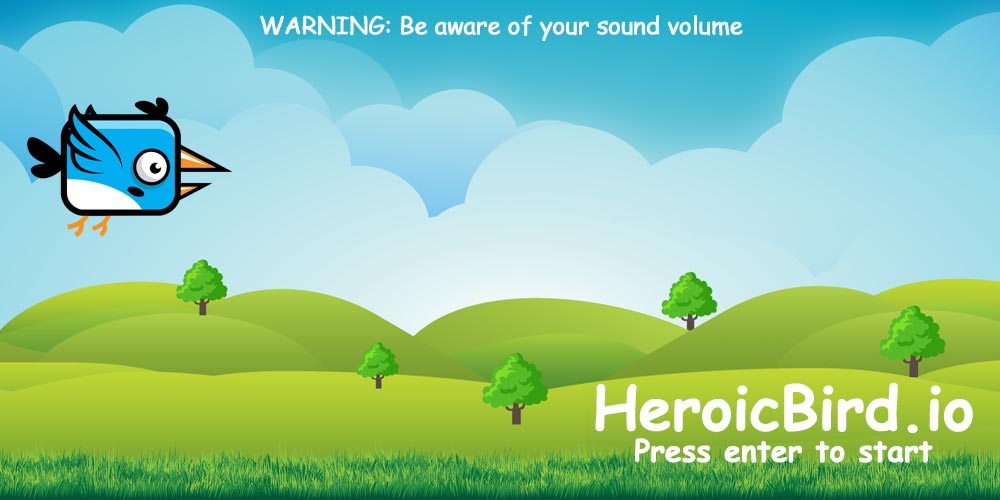 WARNING: Be aware of your sound volume
HeroicBird.io
Press enter to start